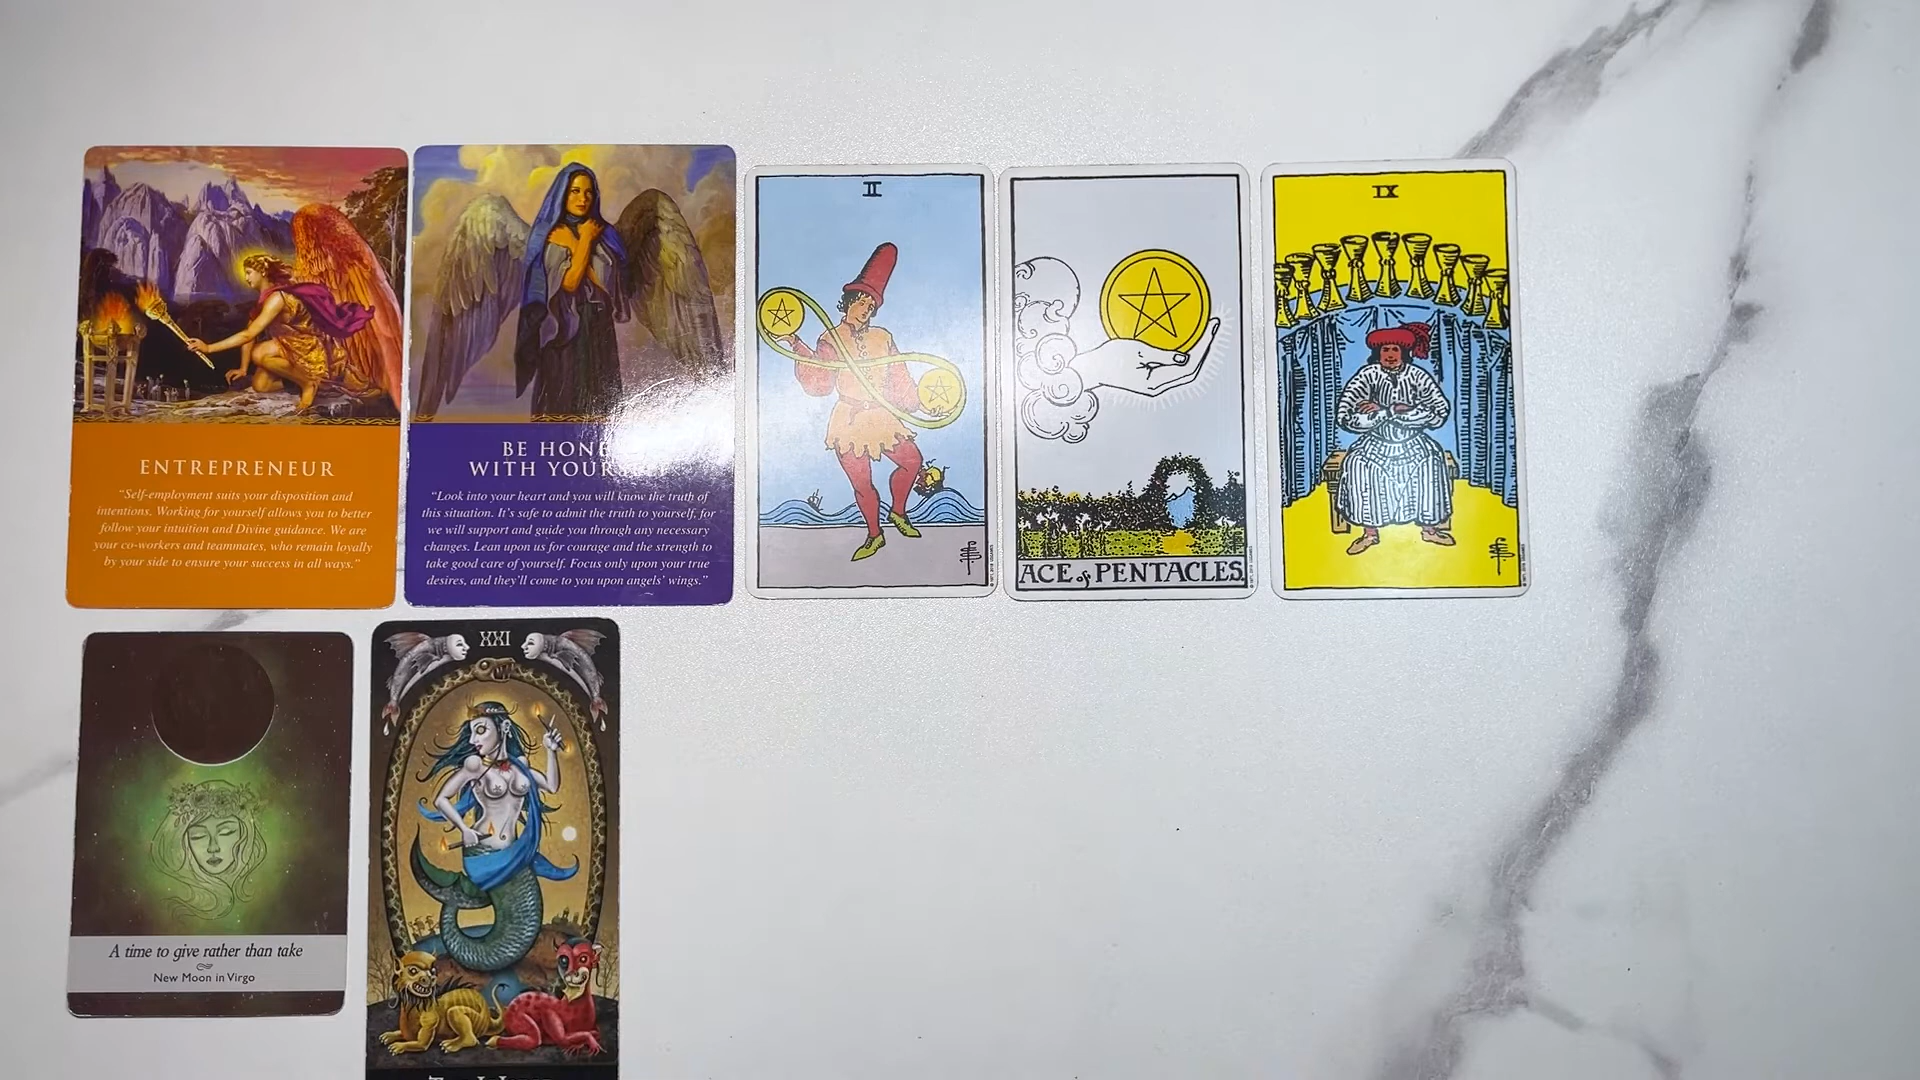 ENTREPRENEUR
“Self-employment suits your disposition and
intentions. Working for yourself allows you to better
follow your intuition and Divine guidance. We are
your co-workers and teammates, who remain loyally
by your side to ensure your success in all ways.”
BE HONE
WITH YOUR
“Look into your heart and you will know the truth of
this situation. It’s safe to admit the truth to yourself, for
we will support and guide you through any necessary
changes. Lean upon us for courage and the strength to
take good care of yourself. Focus only upon your true
desires, and they’ll come to you upon angels’ wings.”
II
ACE of PENTACLES
IX
A time to give rather than take
New Moon in Virgo
XXI